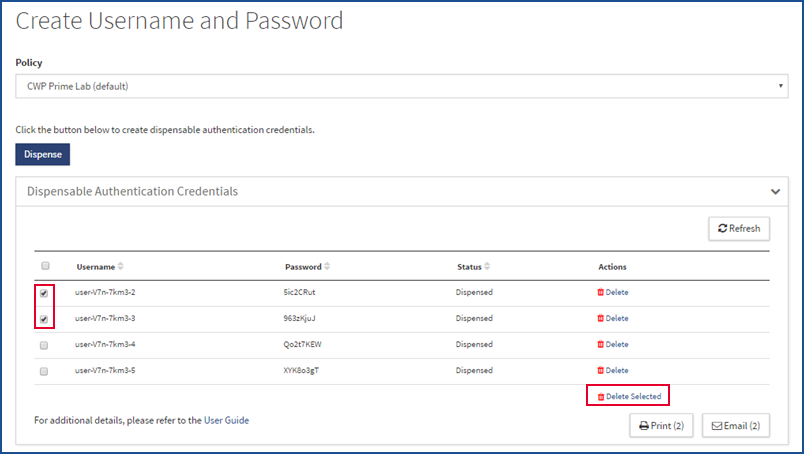 Create Username and Password
Policy
CWP Prime Lab (default)
Click the button below to create dispensable authentication credentials.
Dispense
Dispensable Authentication Credentials
Refresh
Username Password Status Actions
user-V7n-7km3-2 5ic2CRut Dispensed Delete
user-V7n-7km3-3 963zKjuJ Dispensed Delete
user-V7n-7km3-4 Qo2t7KEW Dispensed Delete
user-V7n-7km3-5 XYK8o3gT Dispensed Delete
Delete Selected
For additional details, please refer to the User Guide
Print (2) Email (2)